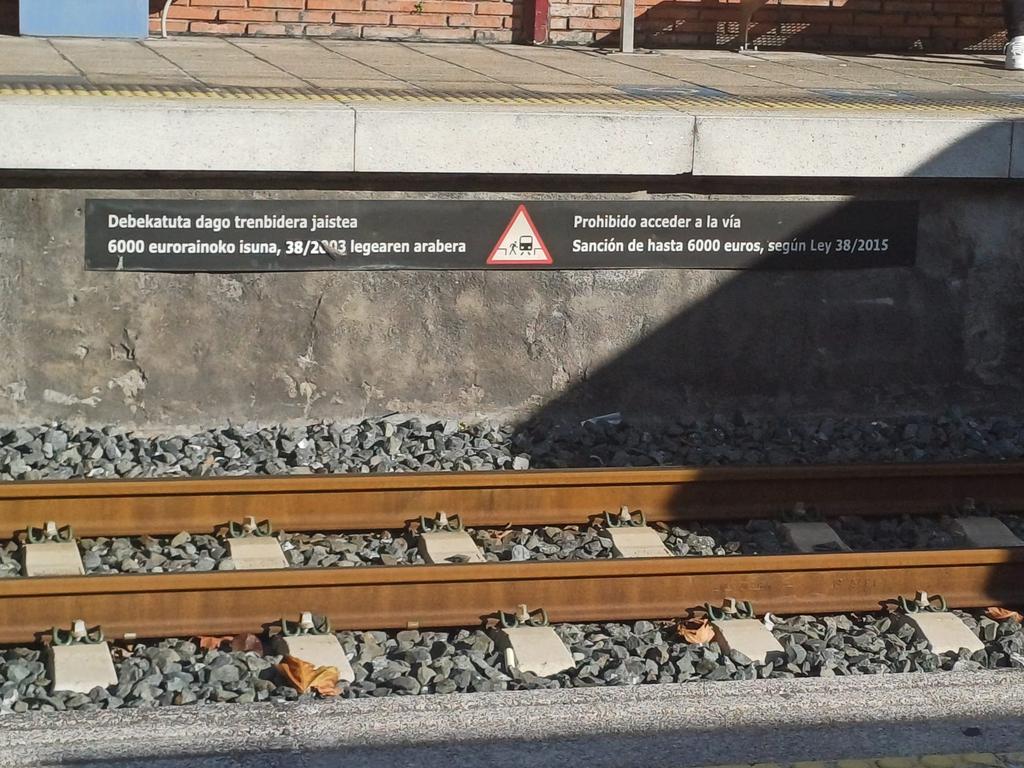 Debekatuta dago trenbidera jaistea
6000 eurorainoko isuna, legearen arabera
Prohibido acceder a la vía
Sanción de hasta 6000 euros, según Ley 38/2015